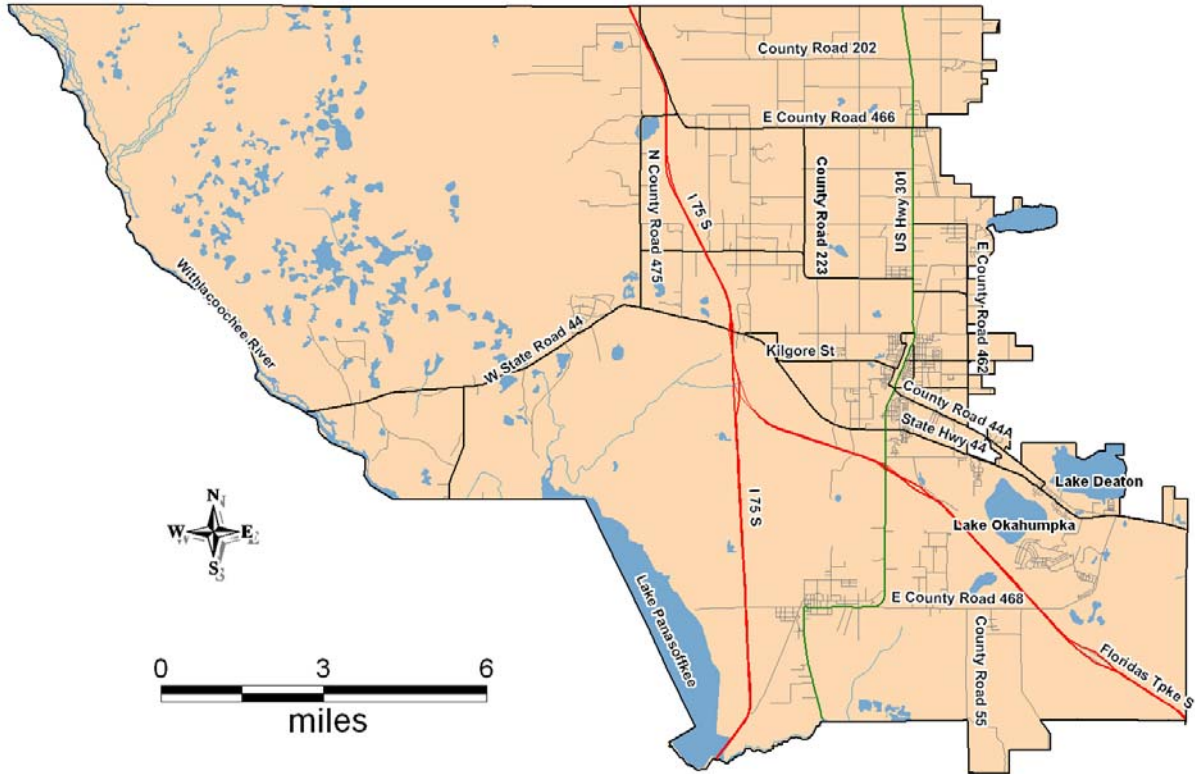 County Road 202
E County Road 466
N County Road 475
I 75 S
County Road 223
US Hwy 301
E County Road 462
Withlacoochee River
W State Road 44
Kilgore St
County Road 44A
State Hwy 44
Lake Deaton
Lake Okahumpka
N
W E
S
I 75 S
Lake Panasoffkee
E County Road 468
County Road 55
Floridas Tpke S
0 3 6
miles